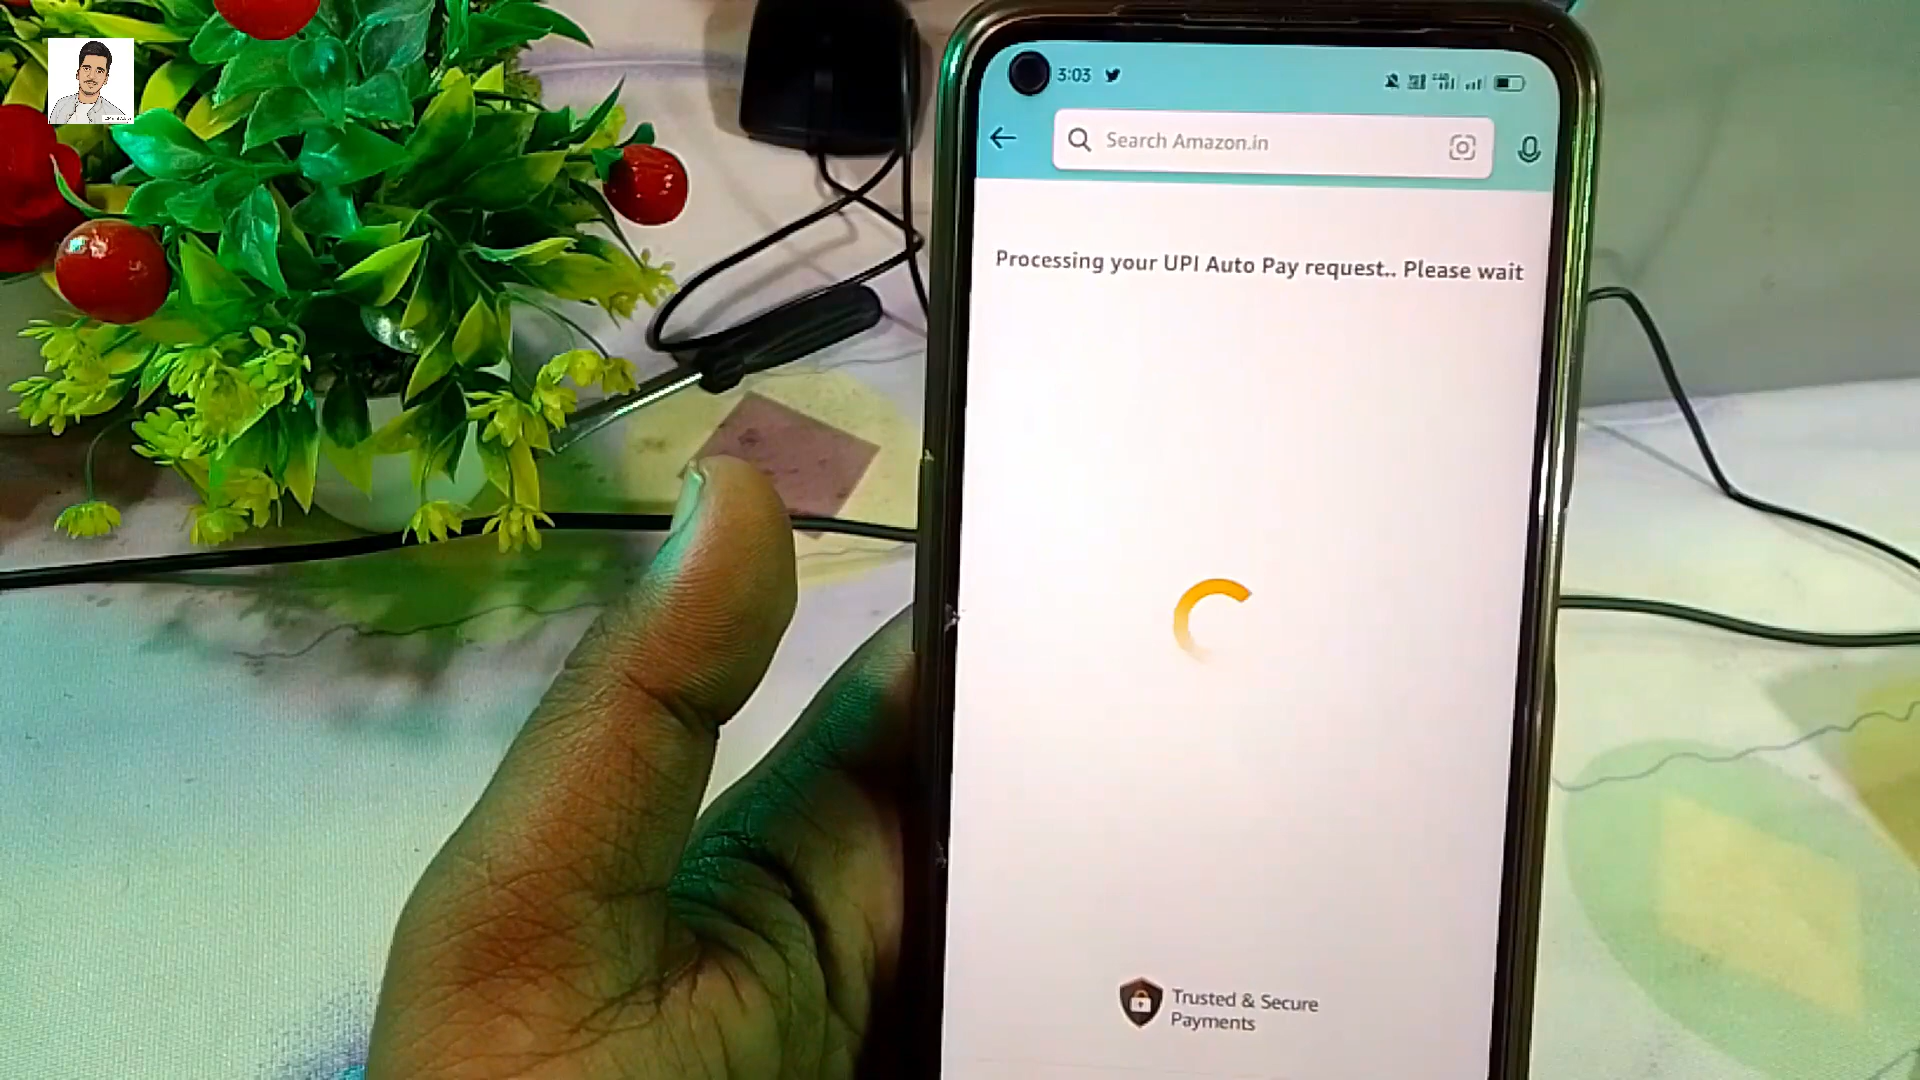 3:03
Search Amazon.in
Processing your UPI Auto Pay request.. Please wait
Trusted & Secure
Payments